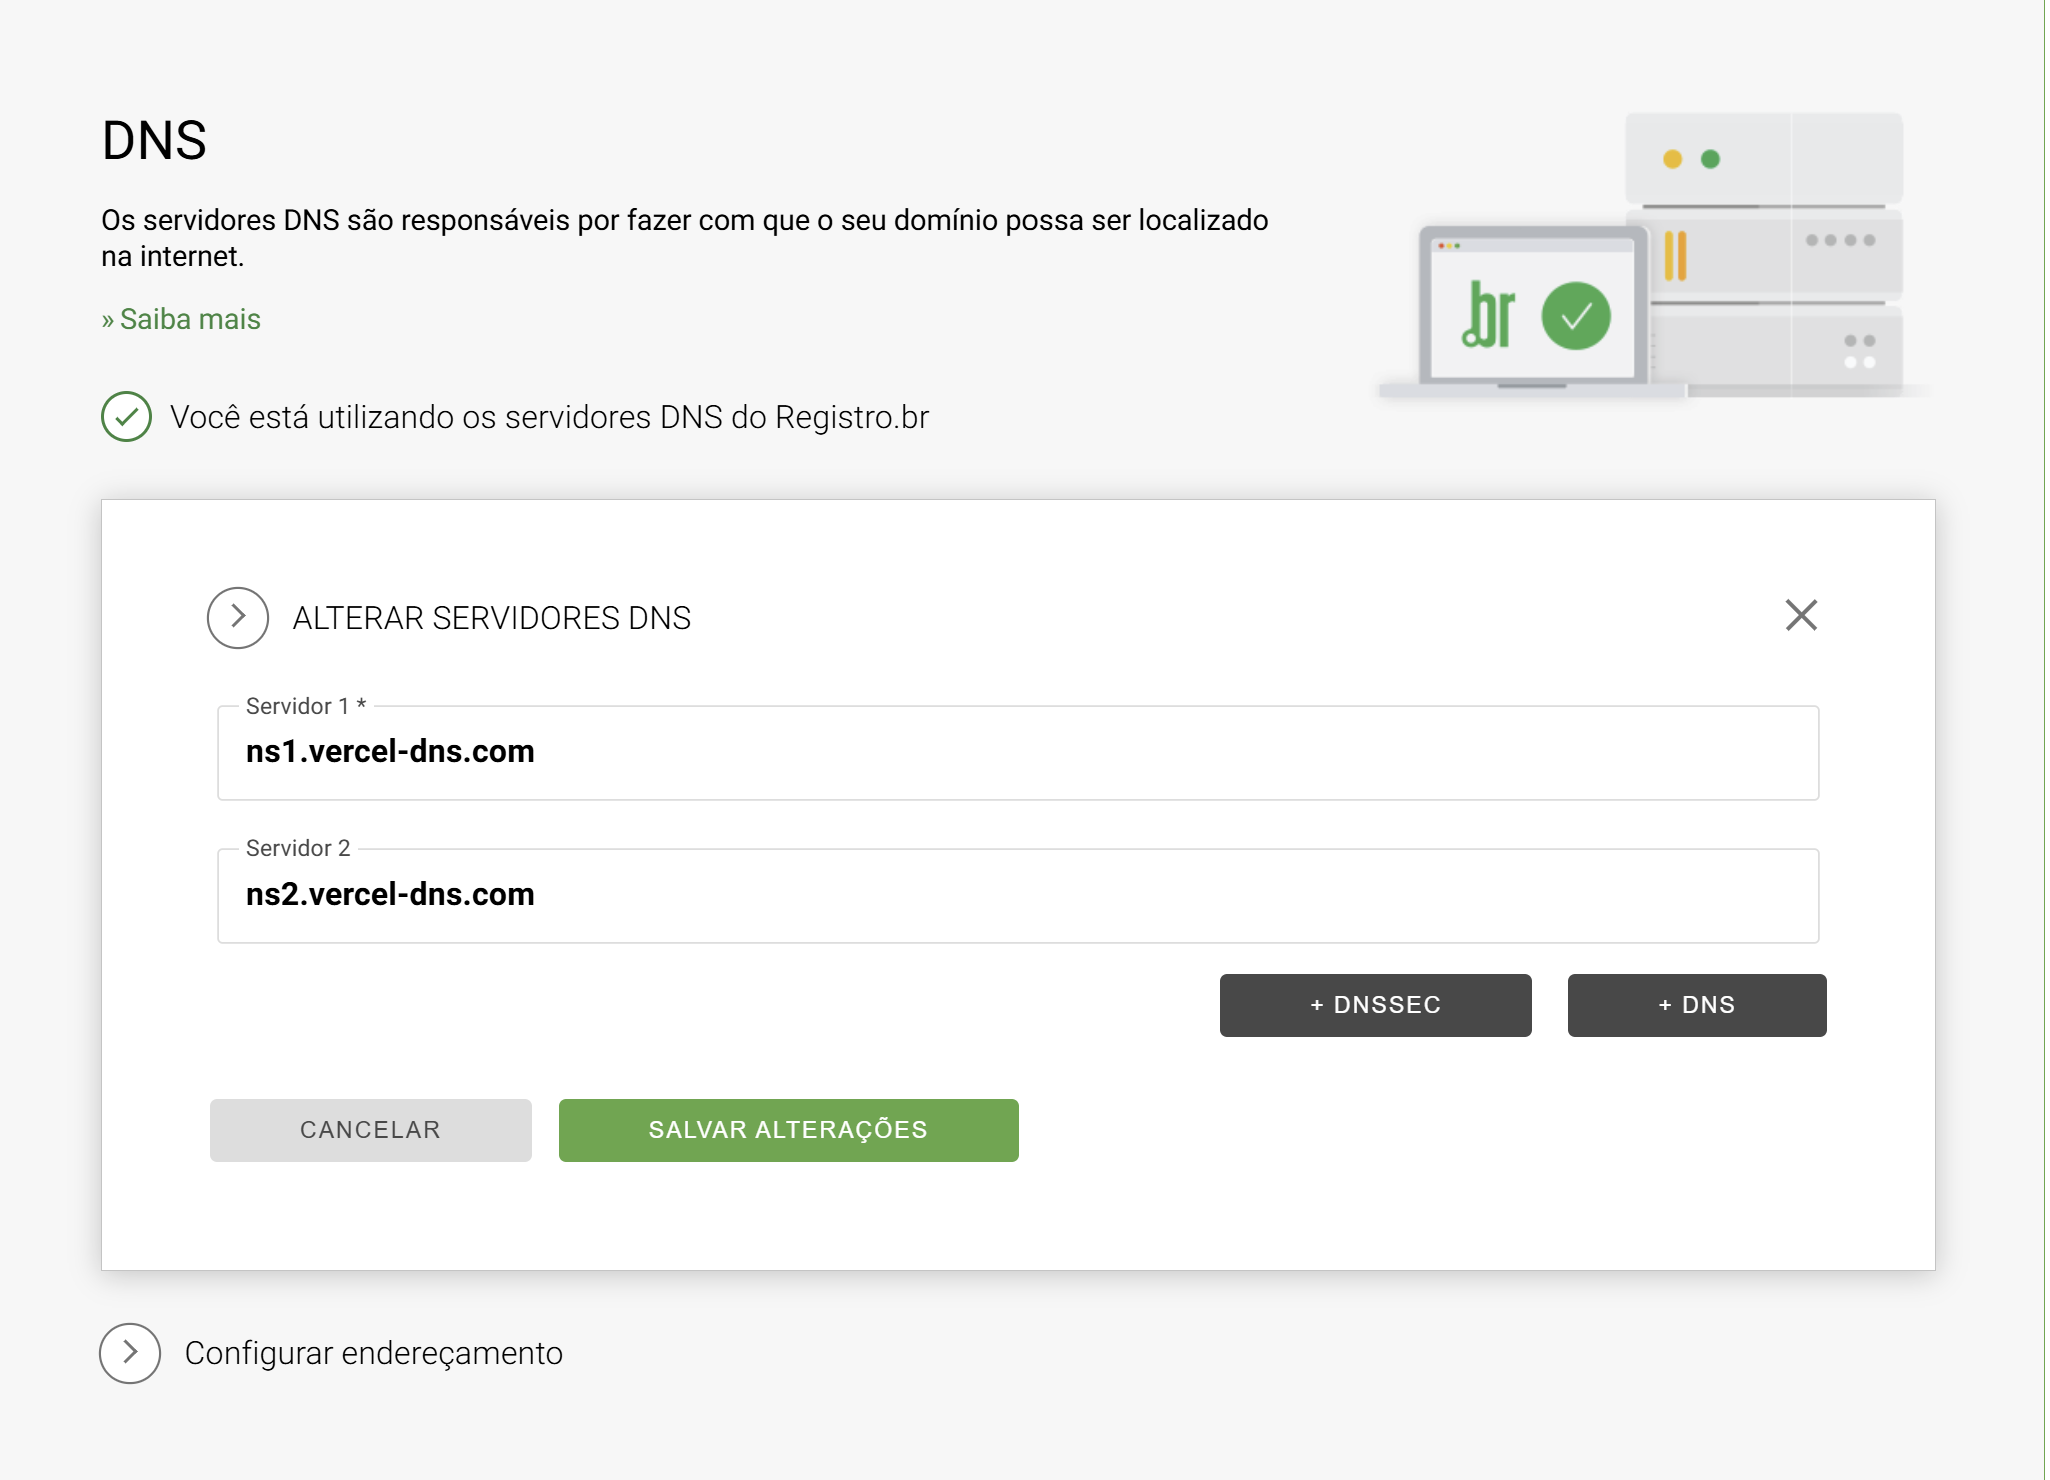 DNS
Os servidores DNS são responsáveis por fazer com que o seu domínio possa ser localizado
na internet.
» Saiba mais
.br
Você está utilizando os servidores DNS do Registro.br
ALTERAR SERVIDORES DNS
Servidor 1 *
ns1.vercel-dns.com
Servidor 2
ns2.vercel-dns.com
+ DNSSEC
+ DNS
CANCELAR
SALVAR ALTERAÇÕES
Configurar endereçamento